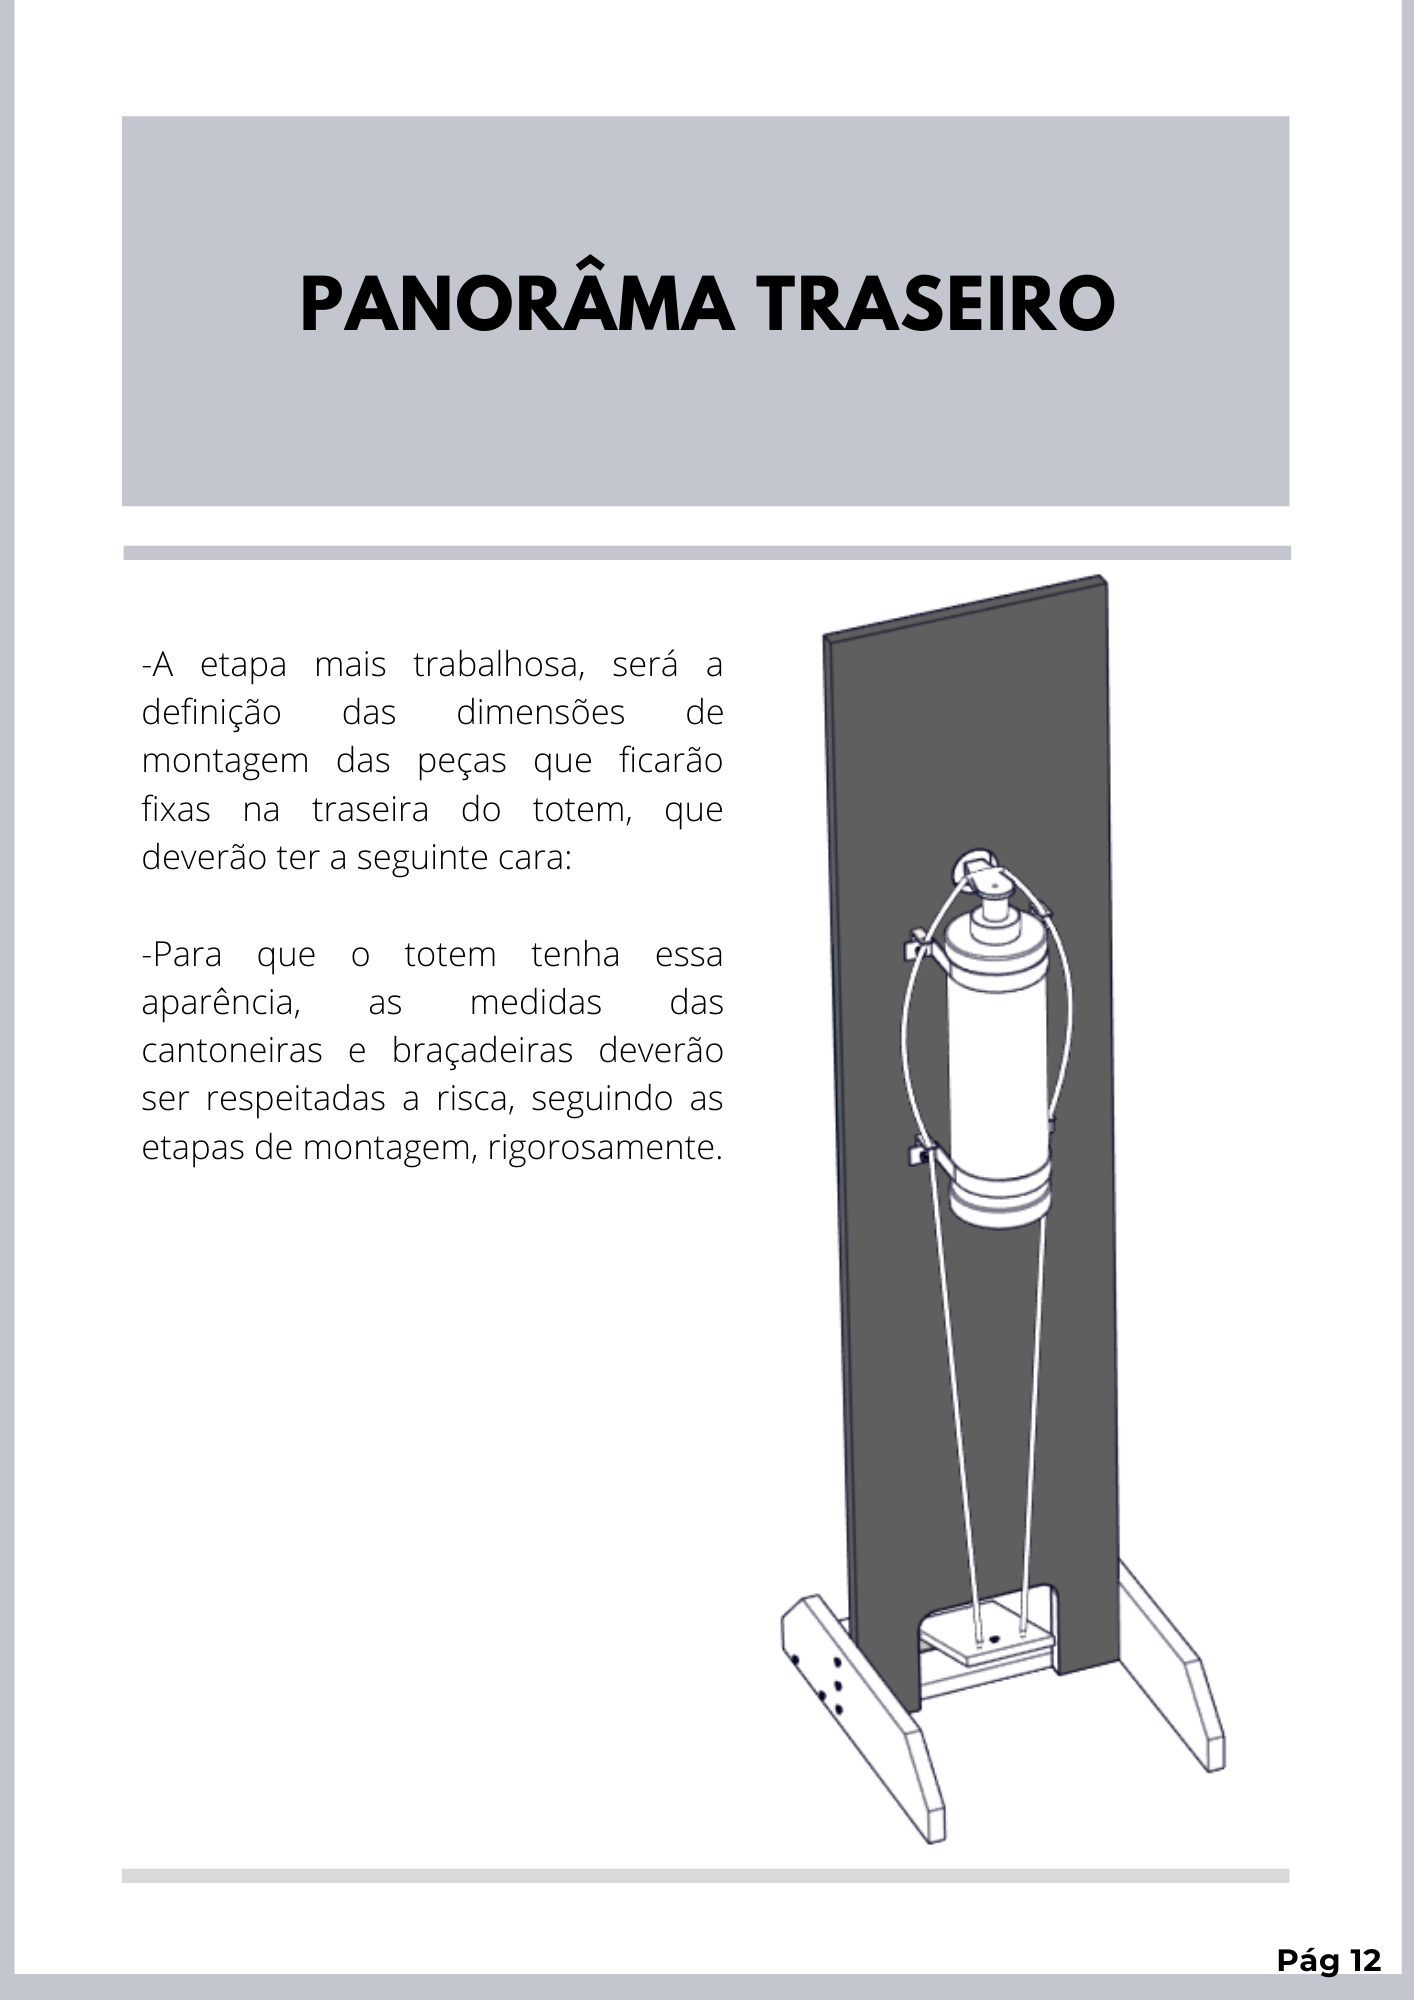 PANORÂMA TRASEIRO
-A etapa mais trabalhosa, será a
definição das dimensões de
montagem das peças que ficarão
fixas na traseira do totem, que
deverão ter a seguinte cara:
-Para que o totem tenha essa
aparência, as medidas das
cantoneiras e braçadeiras deverão
ser respeitadas a risca, seguindo as
etapas de montagem, rigorosamente.
Pág 12